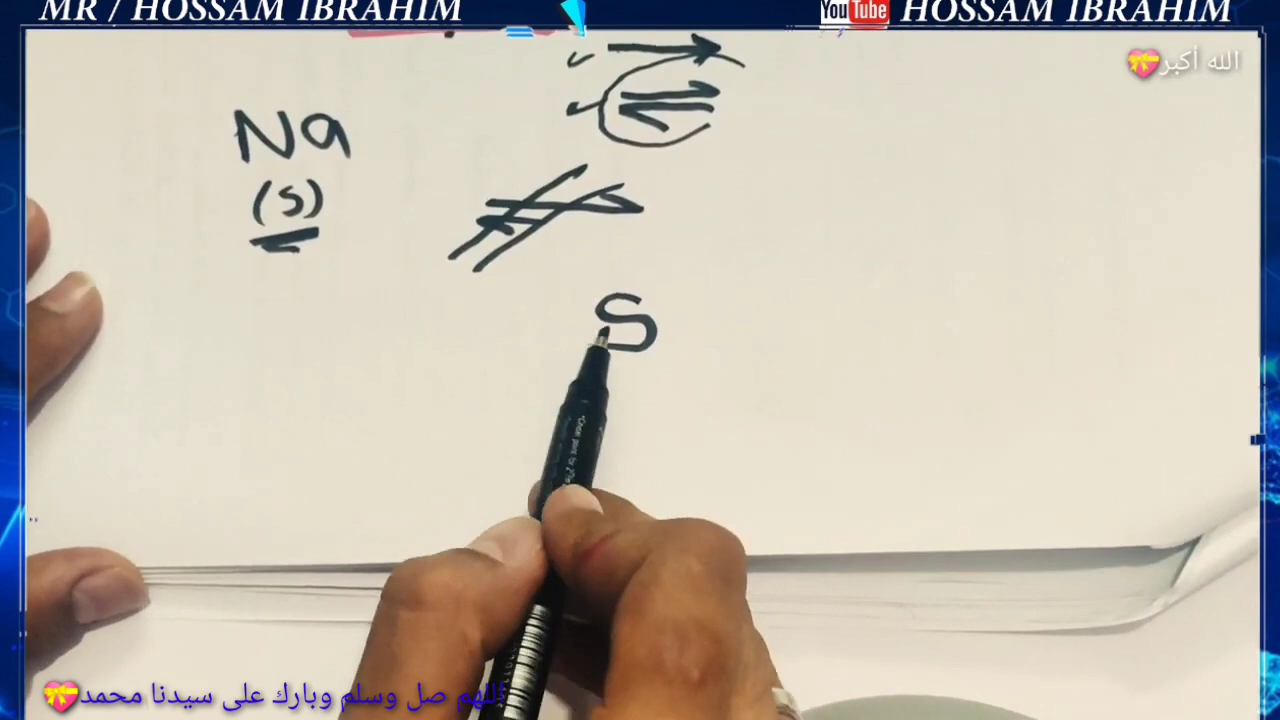 MR / HOSSAM IBRAHIM
YouTube HOSSAM IBRAHIM
الله أكبر
Na
(s)
S
اللهم صل وسلم وبارك على سيدنا محمد